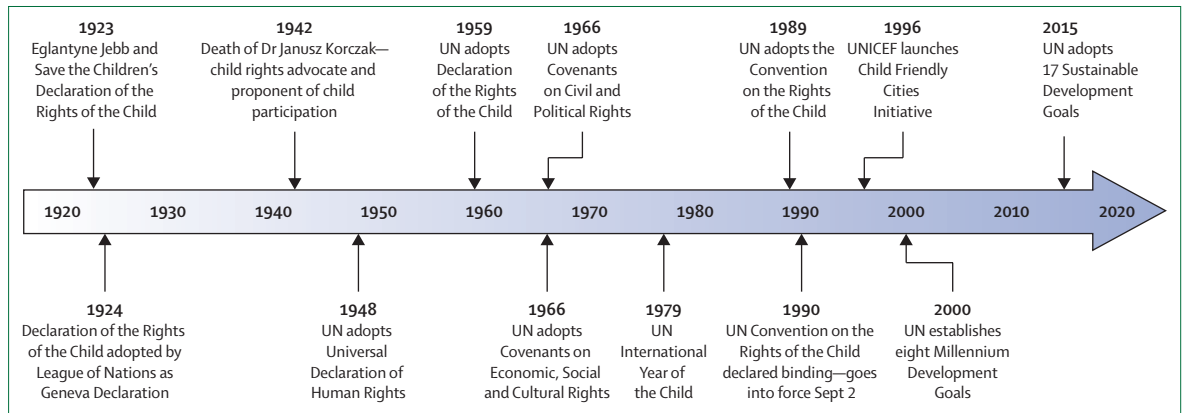 1923
Eglantyne Jebb and
Save the Children's
Declaration of the
Rights of the Child
1942
Death of Dr Janusz Korczak—
child rights advocate and
proponent of child
participation
1959
UN adopts
Declaration
of the Rights
of the Child
1966
UN adopts
Covenants
on Civil and
Political Rights
1989
UN adopts the
Convention
on the Rights
of the Child
1996
UNICEF launches
Child Friendly
Cities
Initiative
2015
UN adopts
17 Sustainable
Development
Goals
1920 1930 1940 1950 1960 1970 1980 1990 2000 2010 2020
1924
Declaration of the Rights
of the Child adopted by
League of Nations as
Geneva Declaration
1948
UN adopts
Universal
Declaration of
Human Rights
1966
UN adopts
Covenants on
Economic, Social
and Cultural Rights
1979
UN
International
Year of
the Child
1990
UN Convention on the
Rights of the Child
declared binding—goes
into force Sept 2
2000
UN establishes
eight Millennium
Development
Goals